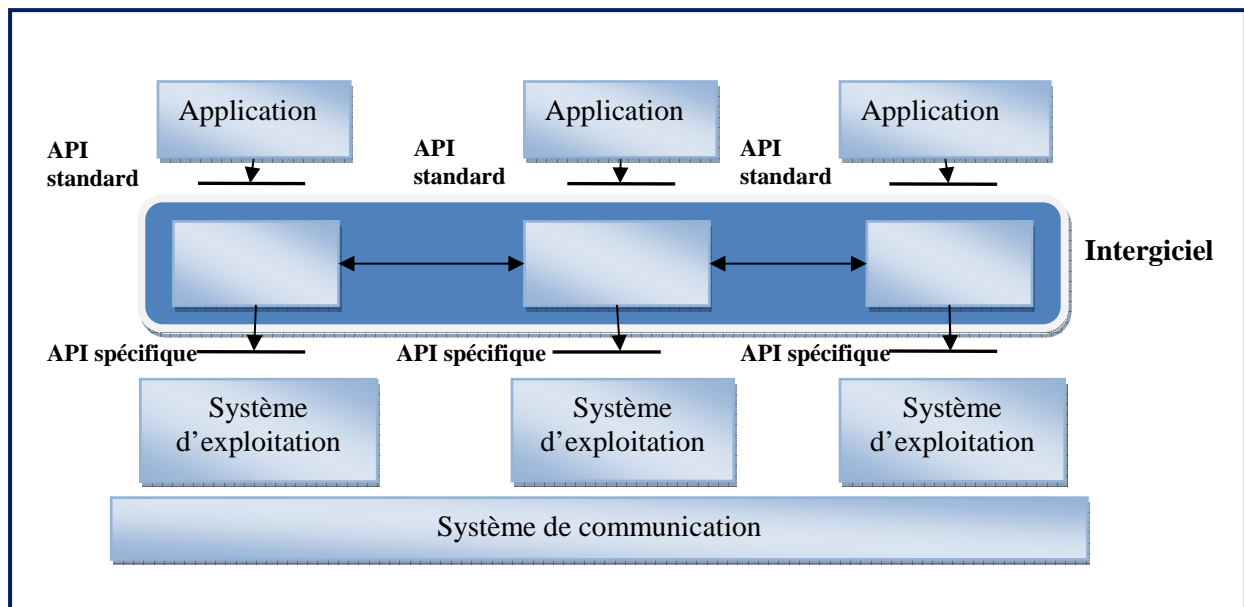 Application
Application
Application
API
standard
API
standard
API
standard
Intergiciel
API spécifique
API spécifique
API spécifique
Système
d’exploitation
Système
d’exploitation
Système
d’exploitation
Système de communication